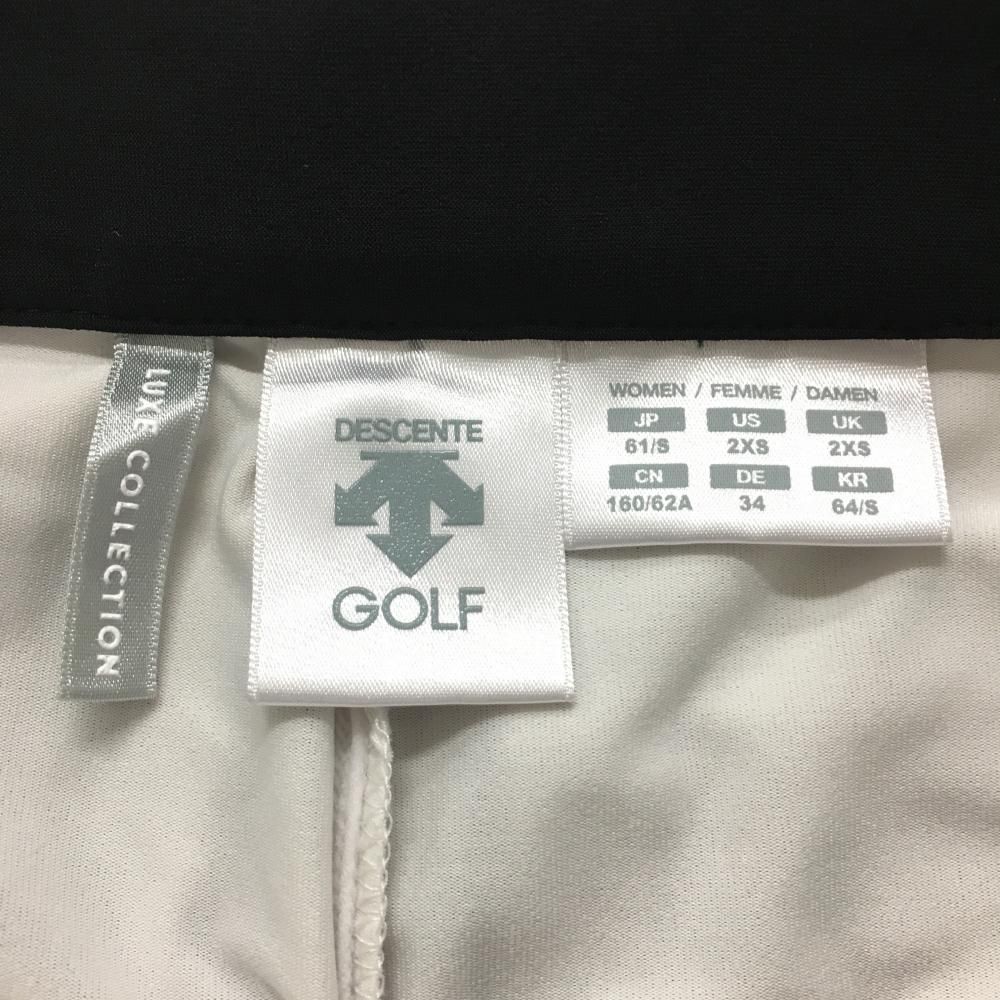 LUXE COLLECTION
DESCENTE
GOLF
WOMEN / FEMME / DAMEN
JP US UK
61/S 2XS 2XS
CN DE KR
160/62A 34 64/S